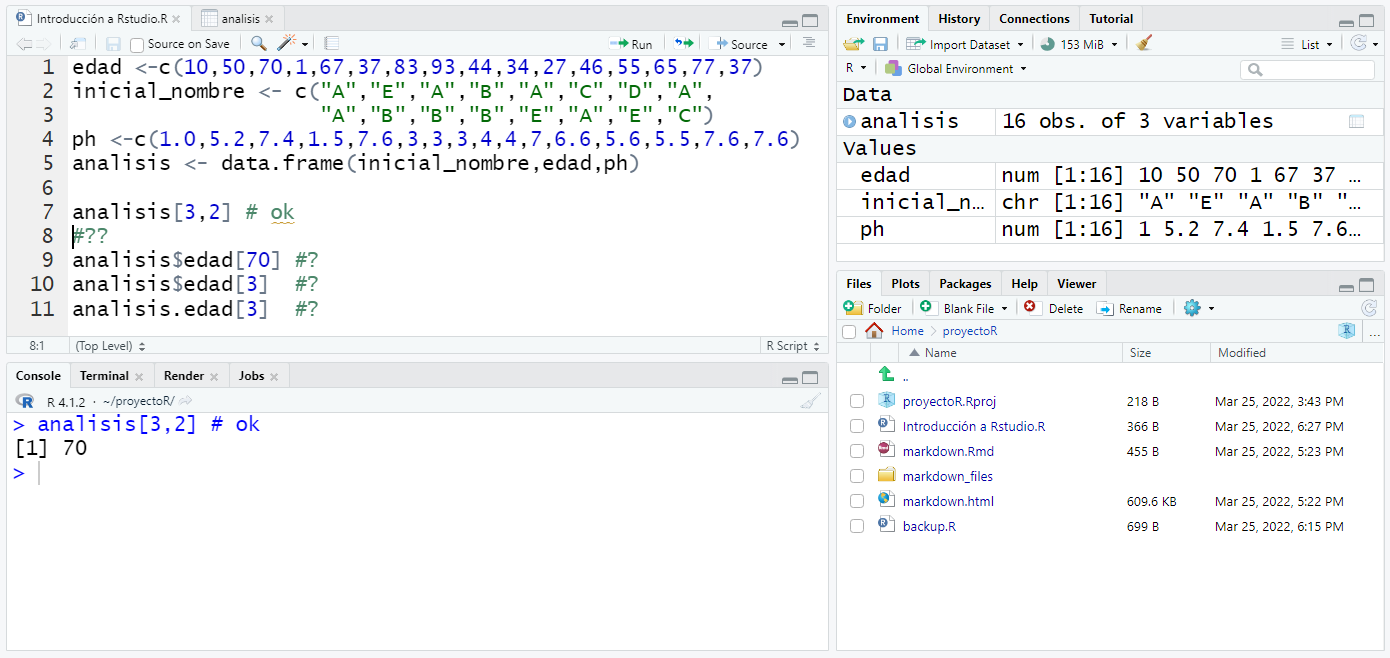 Introducción a Rstudio.R
analisis
Source on Save
Run
Source
1 edad <-c(10,50,70,1,67,37,83,93,44,34,27,46,55,65,77,37)
2 inicial_nombre <- c("A","E","A","B","A","C","D","A",
3 "A","B","B","B","E","A","E","C")
4 ph <-c(1.0,5.2,7.4,1.5,7.6,3,3,3,4,4,7,6.6,5.6,5.5,7.6,7.6)
5 analisis <- data.frame(inicial_nombre,edad,ph)
6
7 analisis[3,2] # ok
8 #??
9 analisis$edad[70] #?
10 analisis$edad[3] #?
11 analisis.edad[3] #?
8:1 (Top Level) R Script
Console Terminal Render Jobs
R 4.1.2 · ~/proyectoR/
> analisis[3,2] # ok
[1] 70
>
Environment History Connections Tutorial
Import Dataset 153 MiB List
R Global Environment
Data
analisis 16 obs. of 3 variables
Values
edad num [1:16] 10 50 70 1 67 37 ...
inicial_n... chr [1:16] "A" "E" "A" "B" "...
ph num [1:16] 1 5.2 7.4 1.5 7.6...
Files Plots Packages Help Viewer
Folder Blank File Delete Rename
Home proyectoR ...
Name Size Modified
..
proyectoR.Rproj 218 B Mar 25, 2022, 3:43 PM
Introducción a Rstudio.R 366 B Mar 25, 2022, 6:27 PM
markdown.Rmd 455 B Mar 25, 2022, 5:23 PM
markdown_files
markdown.html 609.6 KB Mar 25, 2022, 5:22 PM
backup.R 699 B Mar 25, 2022, 6:15 PM